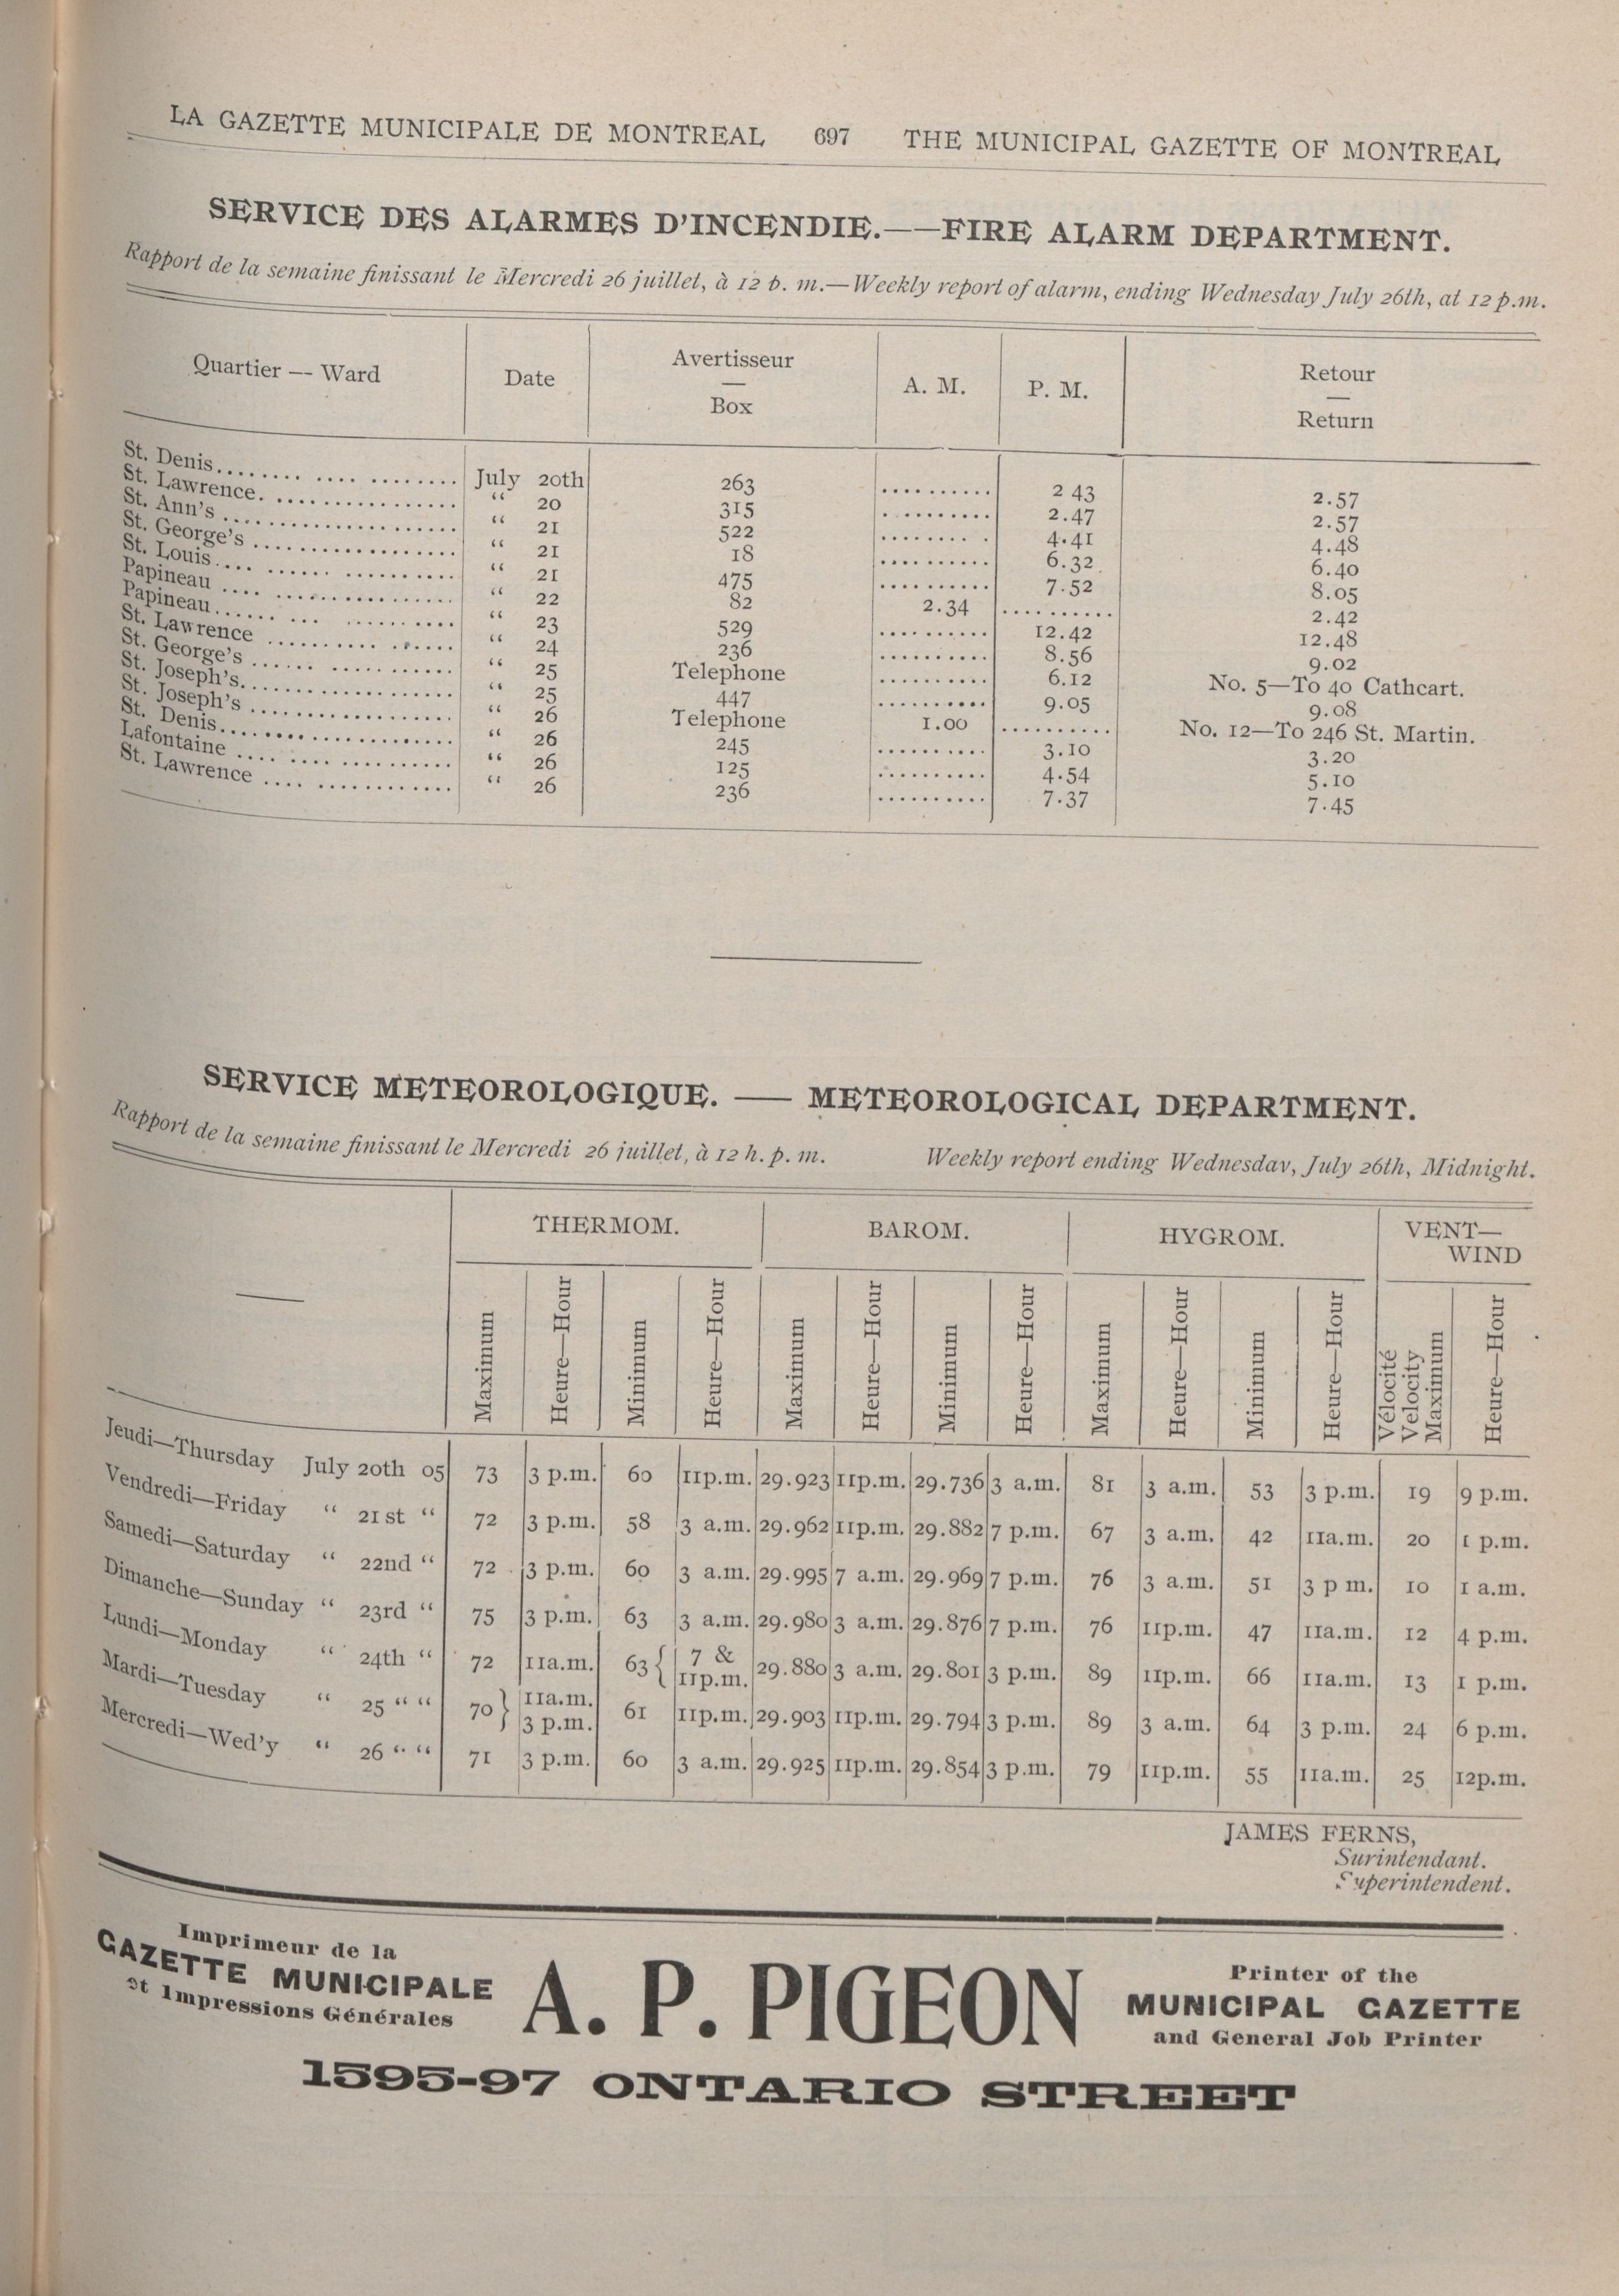 LA GAZETTE MUNICIPALE DE MONTREAL 697 THE MUNICIPAL GAZETTE OF MONTREAL
SERVICE DES ALARMES D'INCENDIE.——FIRE ALARM DEPARTMENT.
Rapport de la semaine finissant le Mercredi 26 juillet, à 12 p. m.—Weekly report of alarm, ending Wednesday July 26th, at 12 p.m.
Quartier — Ward | Date | Avertisseur — Box | A. M. | P. M. | Retour — Return
St. Denis........ .... ........ | July 20th | 263 | .......... | 2 43 | 2.57
St. Lawrence. ................ | “ 20 | 315 | .......... | 2.47 | 2.57
St. Ann's ..................... | “ 21 | 522 | ........ . | 4.41 | 4.48
St. George's .................. | “ 21 | 18 | .......... | 6.32 | 6.40
St. Louis.... ...... .......... | “ 21 | 475 | .......... | 7.52 | 8.05
Papineau .... ................ | “ 22 | 82 | 2.34 | .......... | 2.42
Papineau....... ... .......... | “ 23 | 529 | .......... | 12.42 | 12.48
St. Lawrence .......... ...... | “ 24 | 236 | .......... | 8.56 | 9.02
St. George's ...... ........... | “ 25 | Telephone | .......... | 6.12 | No. 5—To 40 Cathcart.
St. Joseph's................... | “ 25 | 447 | .......... | 9.05 | 9.08
St. Joseph's .................. | “ 26 | Telephone | 1.00 | .......... | No. 12—To 246 St. Martin.
St. Denis..................... | “ 26 | 245 | .......... | 3.10 | 3.20
Lafontaine .... .... .......... | “ 26 | 125 | .......... | 4.54 | 5.10
St. Lawrence .... ............ | “ 26 | 236 | .......... | 7.37 | 7.45
SERVICE METEOROLOGIQUE. — METEOROLOGICAL DEPARTMENT.
Rapport de la semaine finissant le Mercredi 26 juillet, à 12 h. p. m. Weekly report ending Wednesday, July 26th, Midnight.
THERMOM. | BAROM. | HYGROM. | VENT—WIND
Maximum | Heure—Hour | Minimum | Heure—Hour | Maximum | Heure—Hour | Minimum | Heure—Hour | Maximum | Heure—Hour | Minimum | Heure—Hour | Vélocité Velocity Maximum | Heure—Hour
Jeudi—Thursday July 20th 05 | 73 | 3 p.m. | 60 | 11p.m. | 29.923 | 11p.m. | 29.736 | 3 a.m. | 81 | 3 a.m. | 53 | 3 p.m. | 19 | 9 p.m.
Vendredi—Friday “ 21st “ | 72 | 3 p.m. | 58 | 3 a.m. | 29.962 | 11p.m. | 29.882 | 7 p.m. | 67 | 3 a.m. | 42 | 11a.m. | 20 | 1 p.m.
Samedi—Saturday “ 22nd “ | 72 | 3 p.m. | 60 | 3 a.m. | 29.995 | 7 a.m. | 29.969 | 7 p.m. | 76 | 3 a.m. | 51 | 3 p m. | 10 | 1 a.m.
Dimanche—Sunday “ 23rd “ | 75 | 3 p.m. | 63 | 3 a.m. | 29.980 | 3 a.m. | 29.876 | 7 p.m. | 76 | 11p.m. | 47 | 11a.m. | 12 | 4 p.m.
Lundi—Monday “ 24th “ | 72 | 11a.m. | 63 { 7 & 11p.m. | 29.880 | 3 a.m. | 29.801 | 3 p.m. | 89 | 11p.m. | 66 | 11a.m. | 13 | 1 p.m.
Mardi—Tuesday “ 25 “ “ | 70 } 11a.m. 3 p.m. | 61 | 11p.m. | 29.903 | 11p.m. | 29.794 | 3 p.m. | 89 | 3 a.m. | 64 | 3 p.m. | 24 | 6 p.m.
Mercredi—Wed'y “ 26 “ “ | 71 | 3 p.m. | 60 | 3 a.m. | 29.925 | 11p.m. | 29.854 | 3 p.m. | 79 | 11p.m. | 55 | 11a.m. | 25 | 12p.m.
JAMES FERNS,
Surintendant.
Superintendent.
Imprimeur de la
GAZETTE MUNICIPALE
et Impressions Générales
A. P. PIGEON
Printer of the
MUNICIPAL GAZETTE
and General Job Printer
1595-97 ONTARIO STREET